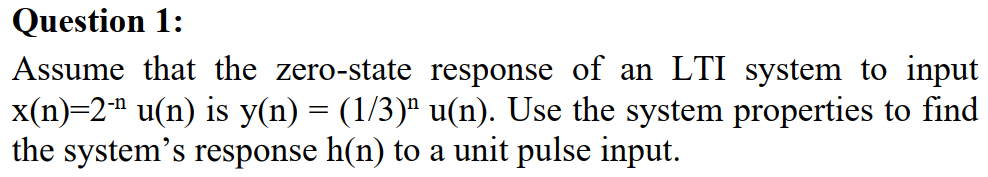 Question 1:
Assume that the zero-state response of an LTI system to input
x(n)=2⁻ⁿ u(n) is y(n) = (1/3)ⁿ u(n). Use the system properties to find
the system’s response h(n) to a unit pulse input.